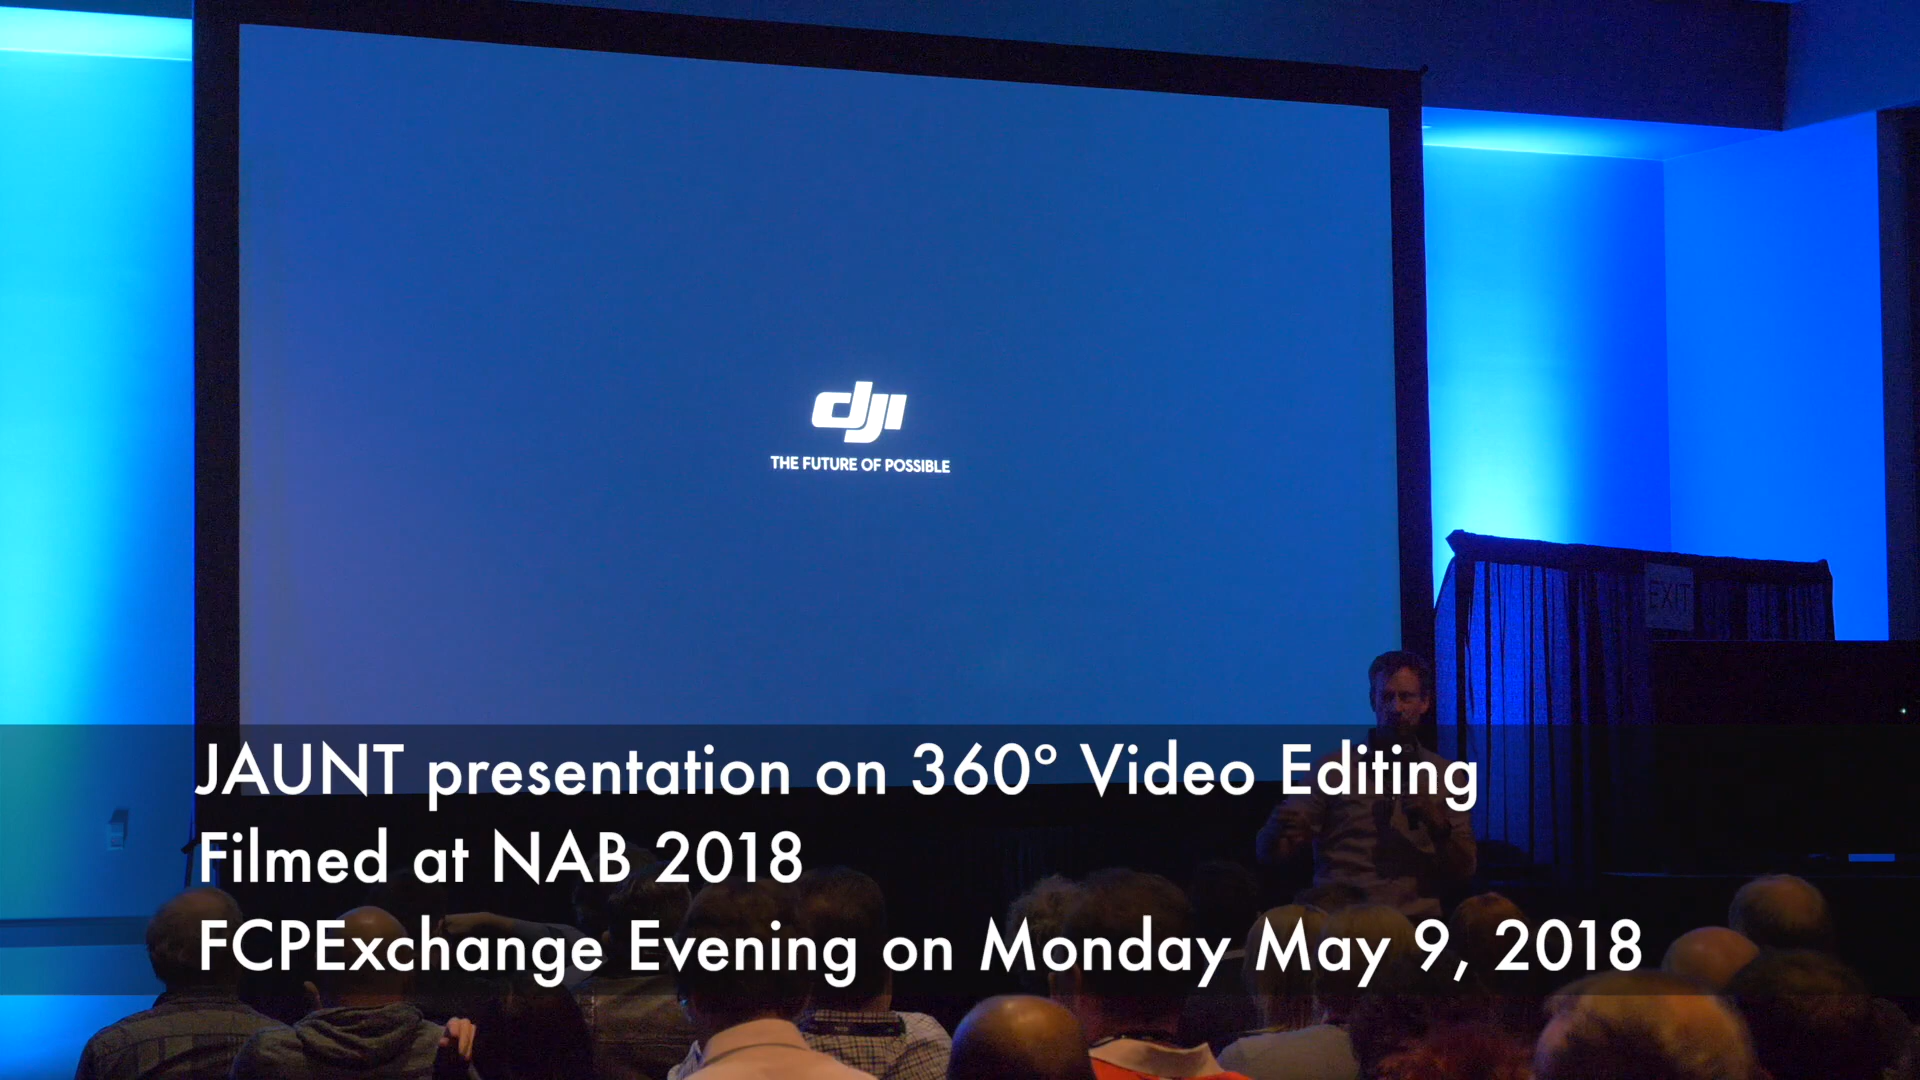 dji
THE FUTURE OF POSSIBLE
EXIT
JAUNT presentation on 360° Video Editing
Filmed at NAB 2018
FCPExchange Evening on Monday May 9, 2018